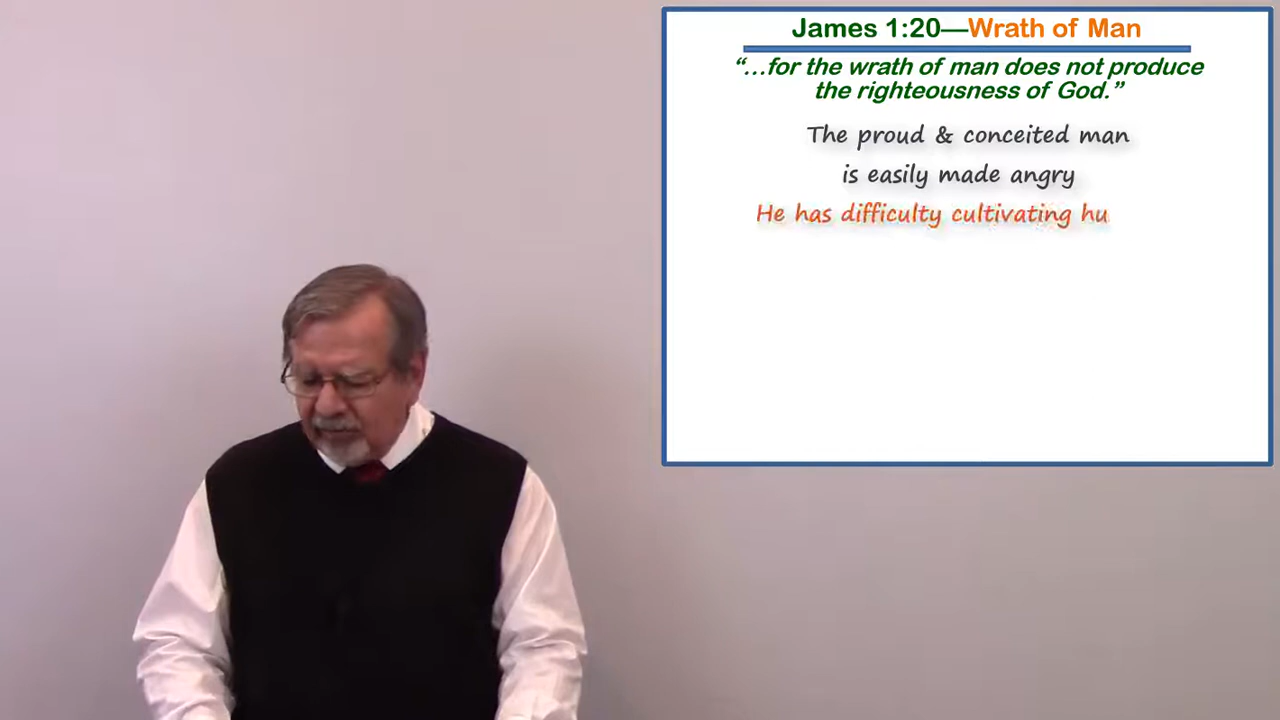 James 1:20—Wrath of Man
“…for the wrath of man does not produce
the righteousness of God.”
The proud & conceited man
is easily made angry
He has difficulty cultivating hu